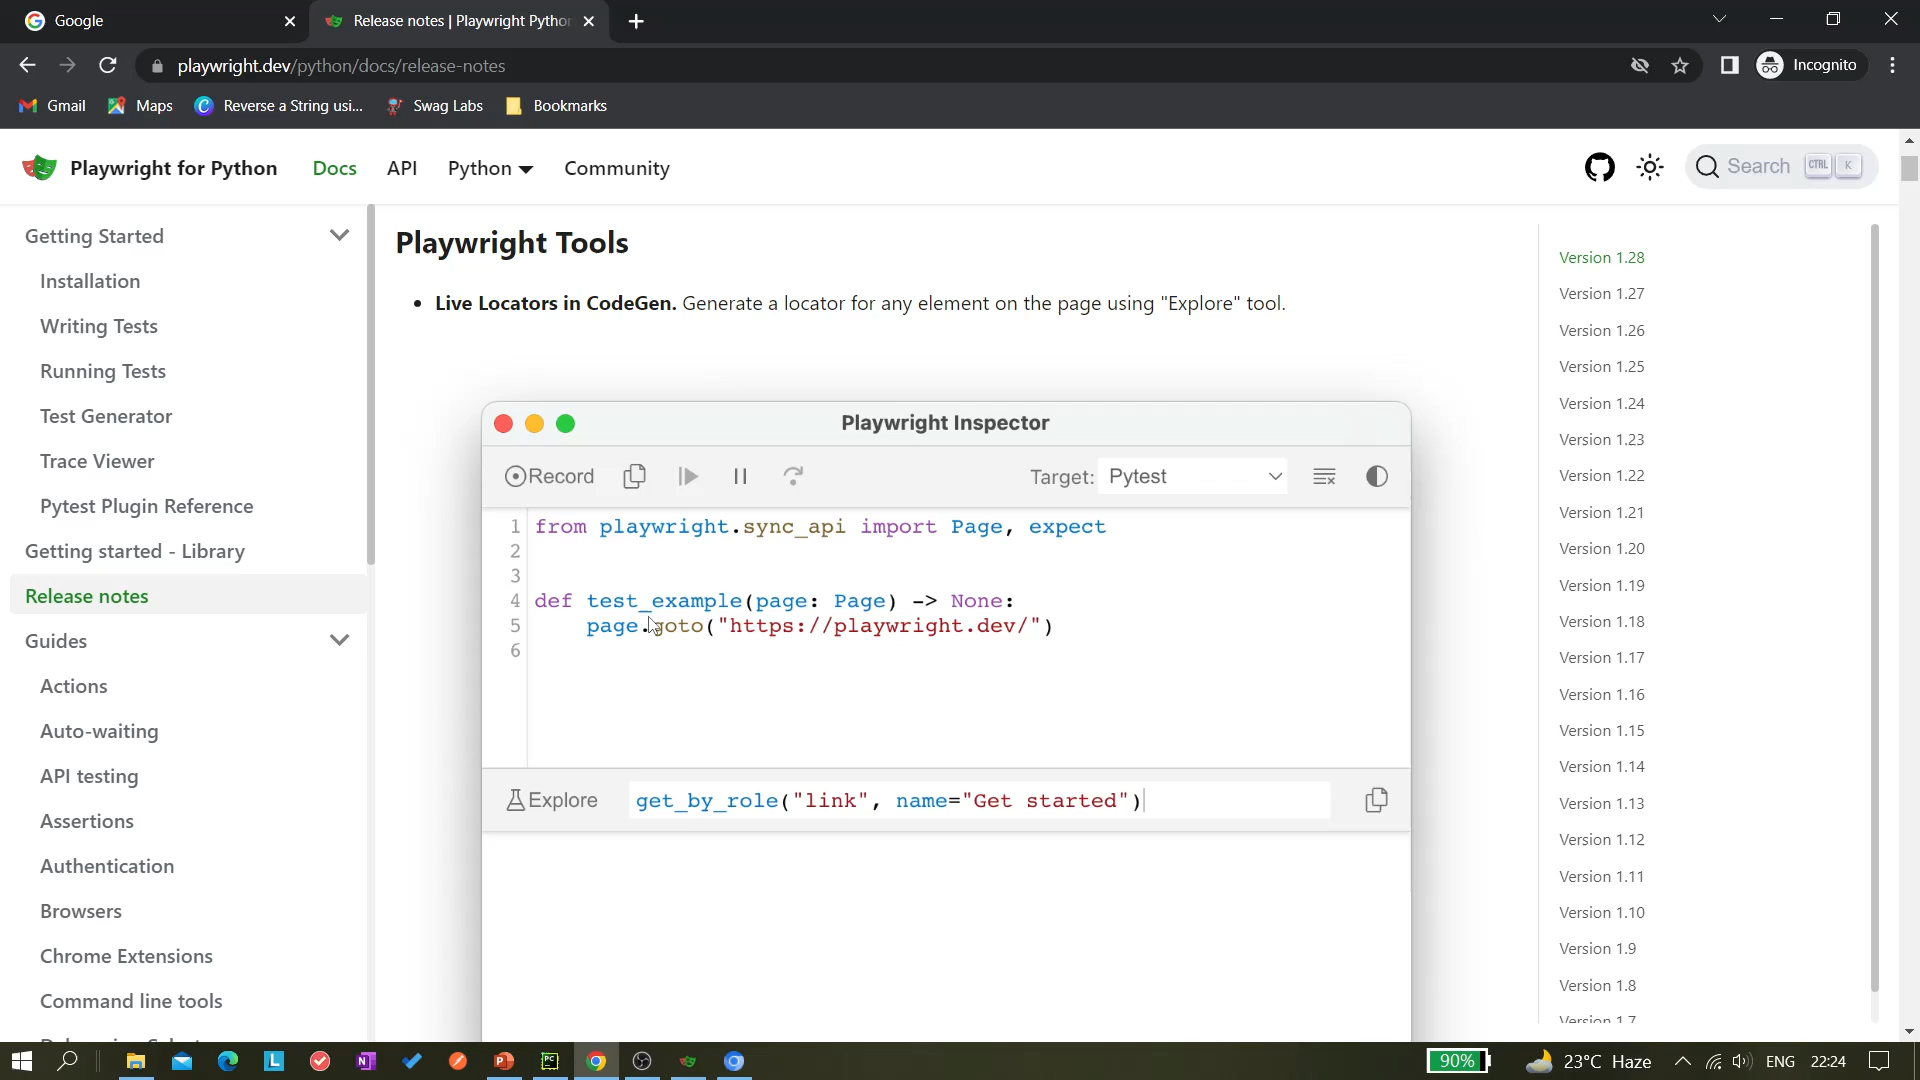 Google
Release notes | Playwright Pytho
playwright.dev/python/docs/release-notes
Incognito
Gmail
Maps
Reverse a String usi...
Swag Labs
Bookmarks
Playwright for Python
Docs
API
Python
Community
Search
CTRL
K
Getting Started
Installation
Writing Tests
Running Tests
Test Generator
Trace Viewer
Pytest Plugin Reference
Getting started - Library
Release notes
Guides
Actions
Auto-waiting
API testing
Assertions
Authentication
Browsers
Chrome Extensions
Command line tools
Playwright Tools
Live Locators in CodeGen. Generate a locator for any element on the page using "Explore" tool.
Playwright Inspector
Record
Target: Pytest
1 from playwright.sync_api import Page, expect
2
3
4 def test_example(page: Page) -> None:
5 page.goto("https://playwright.dev/")
6
Explore
get_by_role("link", name="Get started")
Version 1.28
Version 1.27
Version 1.26
Version 1.25
Version 1.24
Version 1.23
Version 1.22
Version 1.21
Version 1.20
Version 1.19
Version 1.18
Version 1.17
Version 1.16
Version 1.15
Version 1.14
Version 1.13
Version 1.12
Version 1.11
Version 1.10
Version 1.9
Version 1.8
Version 1.7
90%
23°C Haze
ENG
22:24